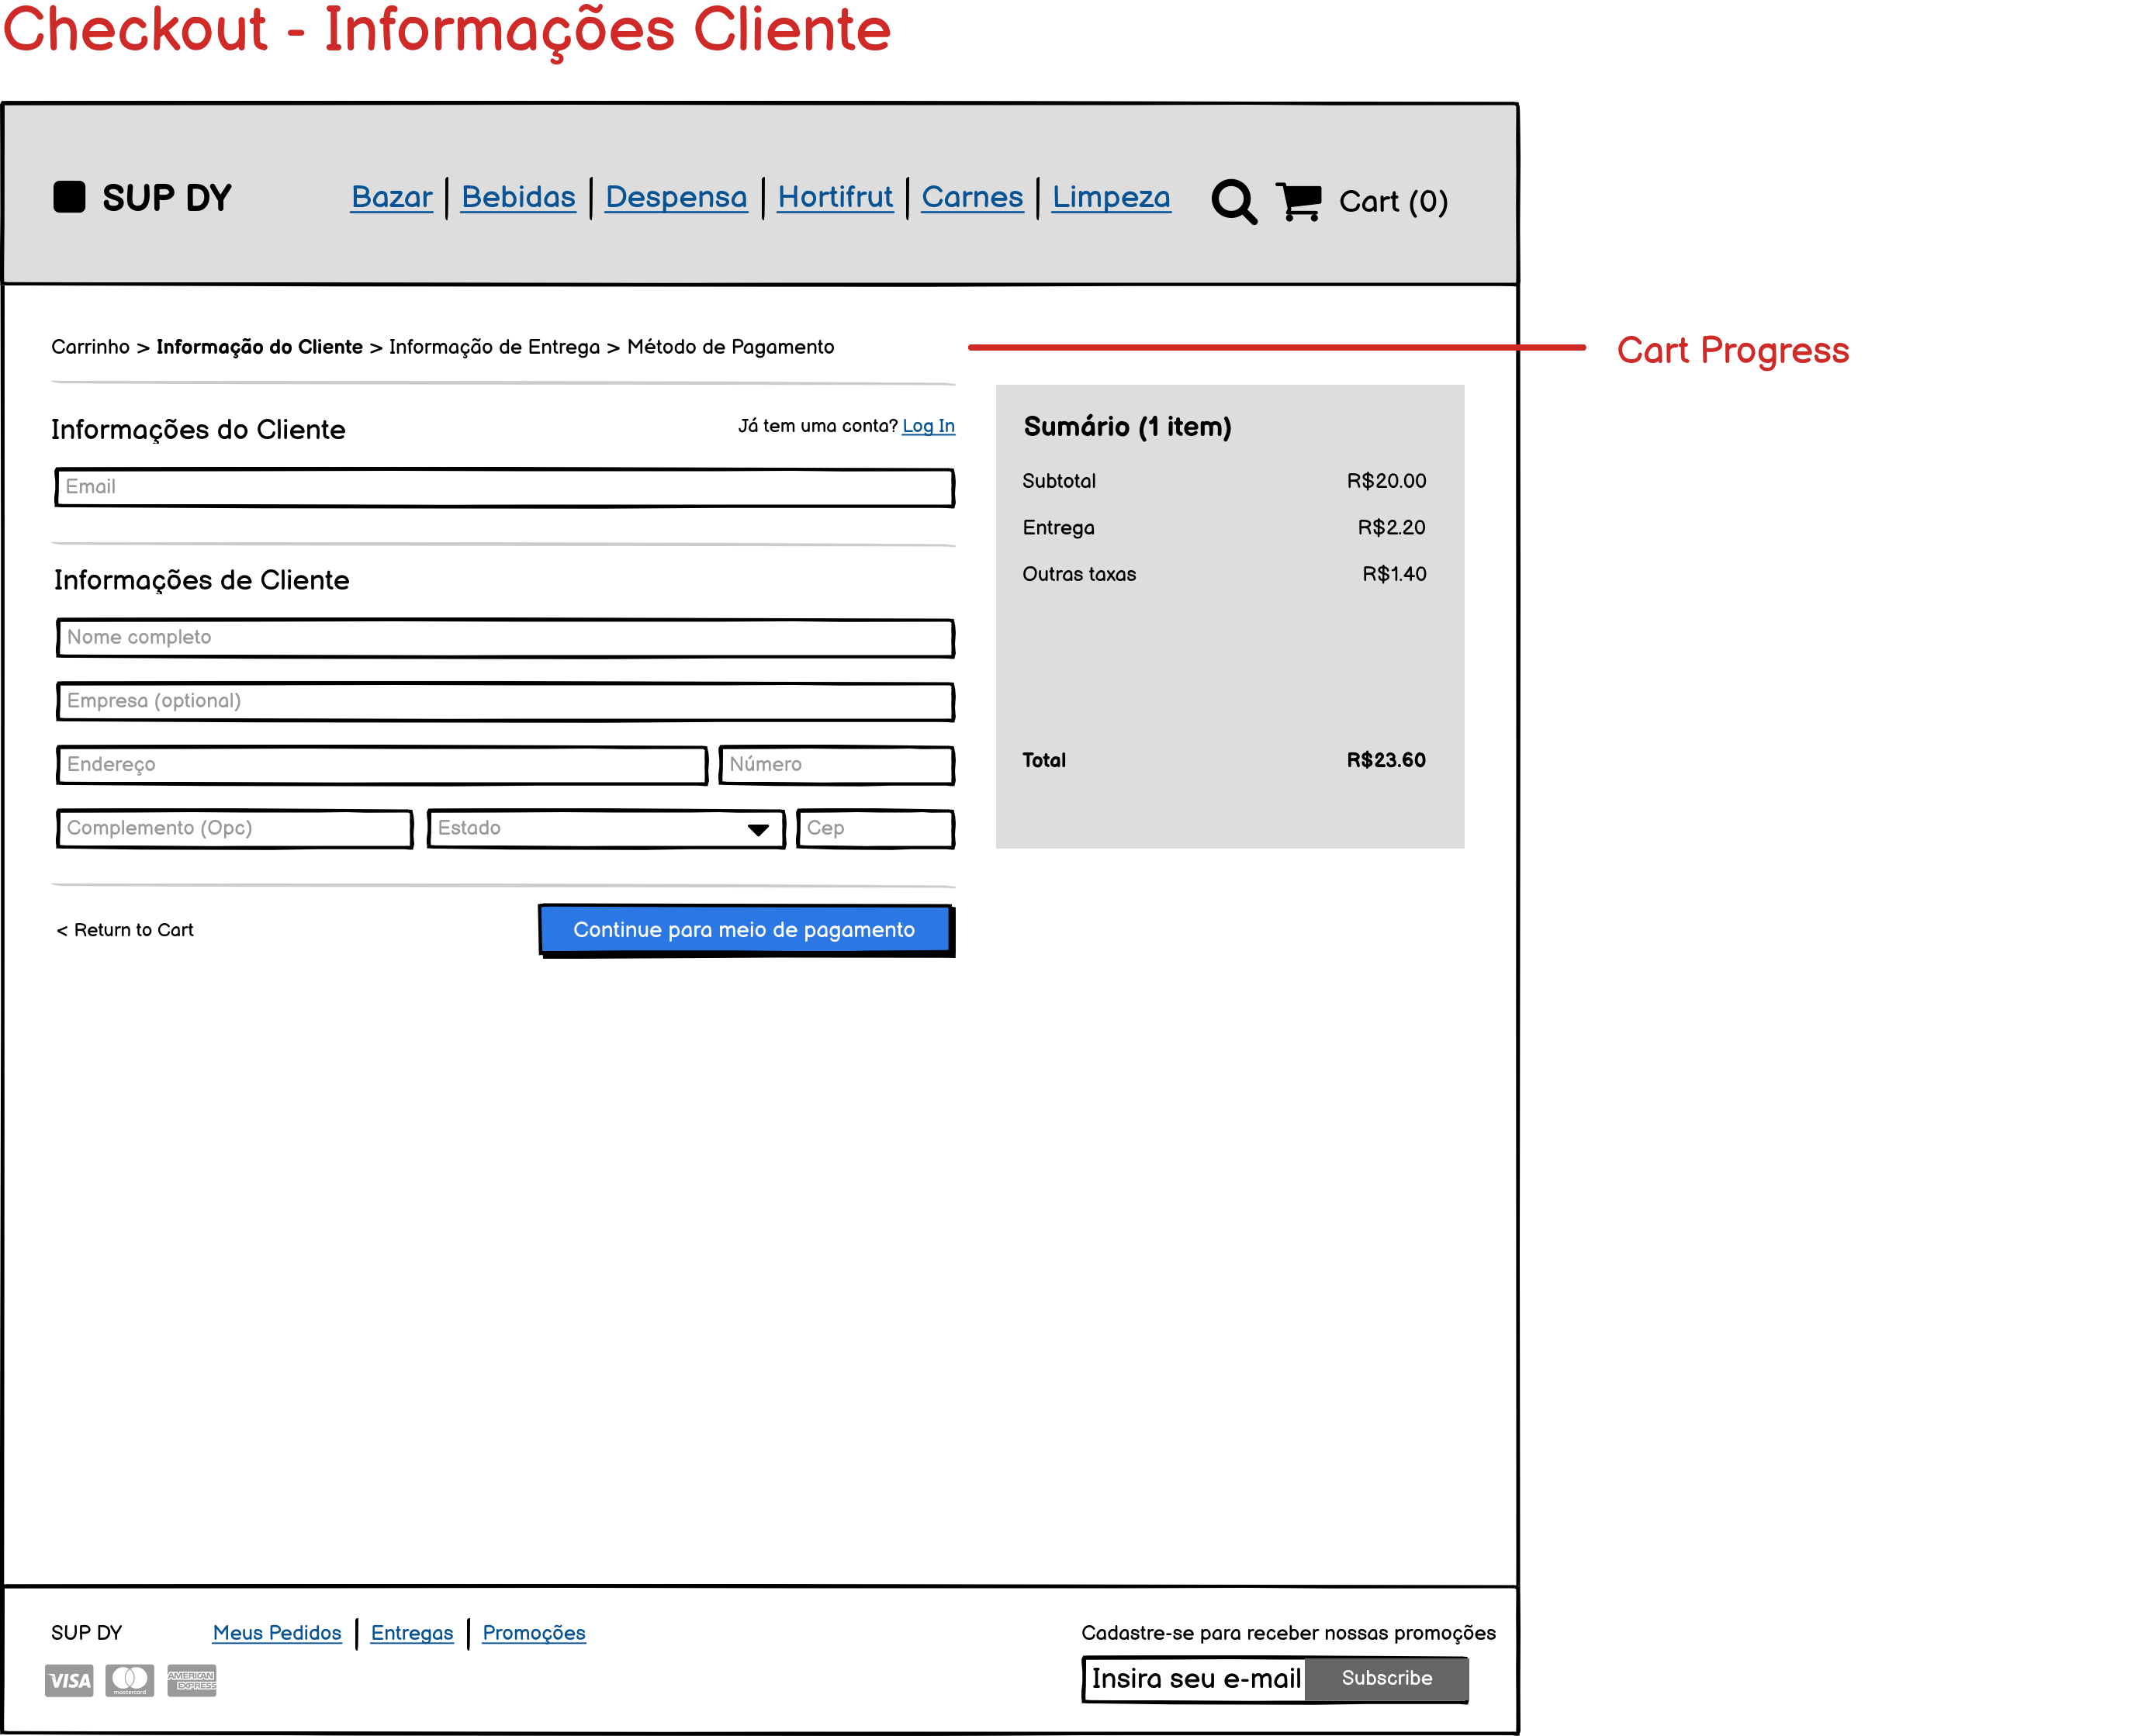 Checkout - Informações Cliente
SUP DY
Bazar
Bebidas
Despensa
Hortifrut
Carnes
Limpeza
Cart (0)
Carrinho > Informação do Cliente > Informação de Entrega > Método de Pagamento
Cart Progress
Informações do Cliente
Já tem uma conta? Log In
Email
Informações de Cliente
Nome completo
Empresa (optional)
Endereço
Número
Complemento (Opc)
Estado
Cep
< Return to Cart
Continue para meio de pagamento
Sumário (1 item)
Subtotal R$20.00
Entrega R$2.20
Outras taxas R$1.40
Total R$23.60
SUP DY
Meus Pedidos
Entregas
Promoções
VISA
mastercard
AMERICAN
EXPRESS
Cadastre-se para receber nossas promoções
Insira seu e-mail
Subscribe